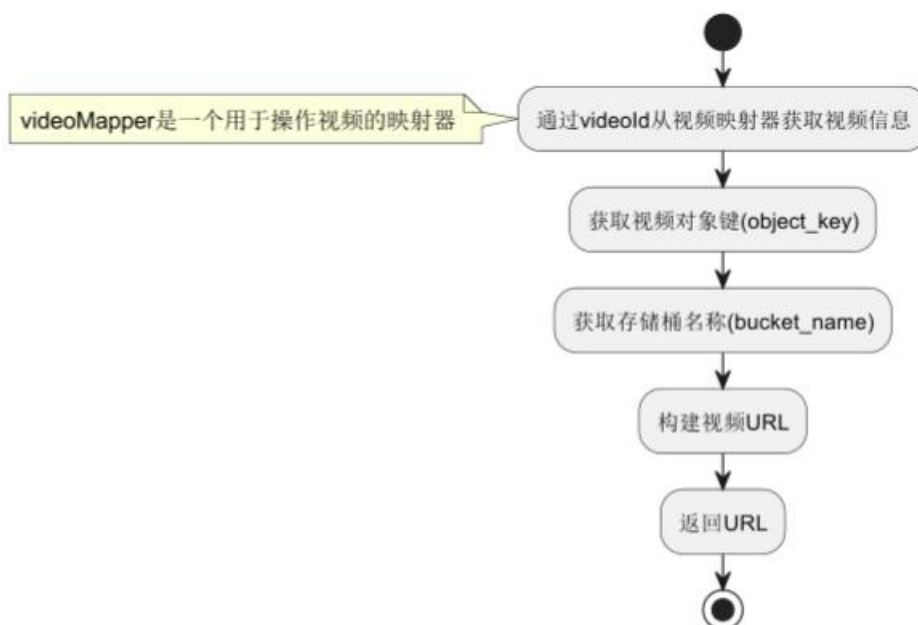 videoMapper是一个用于操作视频的映射器
通过videoId从视频映射器获取视频信息
获取视频对象键(object_key)
获取存储桶名称(bucket_name)
构建视频URL
返回URL